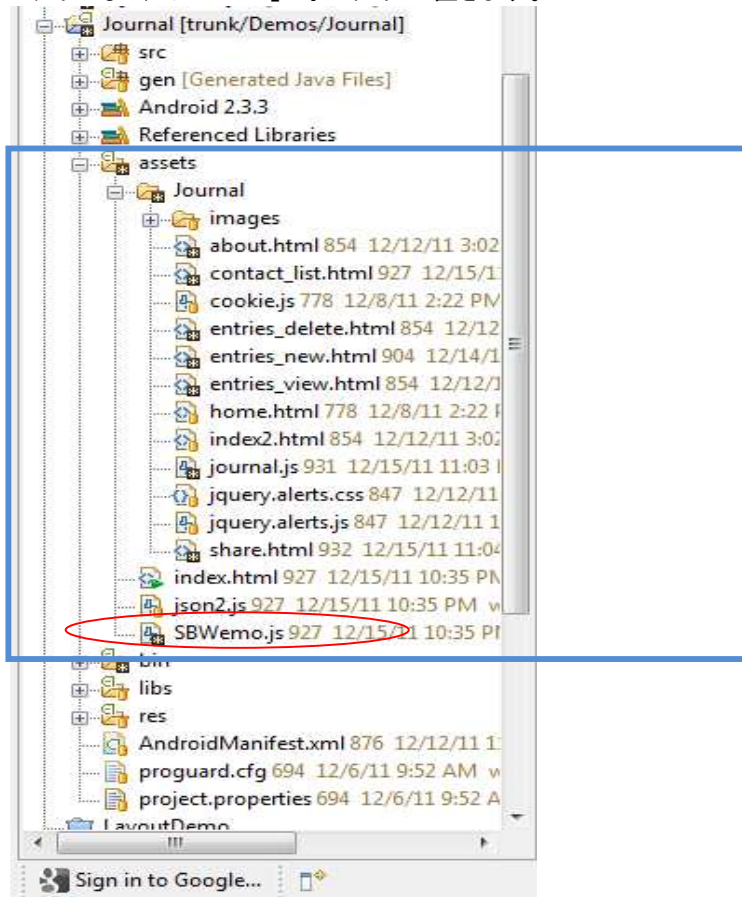 Journal [trunk/Demos/Journal]
src
gen [Generated Java Files]
Android 2.3.3
Referenced Libraries
assets
Journal
images
about.html 854 12/12/11 3:02
contact_list.html 927 12/15/1
cookie.js 778 12/8/11 2:22 PM
entries_delete.html 854 12/12
entries_new.html 904 12/14/1
entries_view.html 854 12/12/1
home.html 778 12/8/11 2:22
index2.html 854 12/12/11 3:02
journal.js 931 12/15/11 11:03
jquery.alerts.css 847 12/12/11
jquery.alerts.js 847 12/12/11 1
share.html 932 12/15/11 11:04
index.html 927 12/15/11 10:35 PM
json2.js 927 12/15/11 10:35 PM w
SBWemo.js 927 12/15/11 10:35 PM
bin
libs
res
AndroidManifest.xml 876 12/12/11 1
proguard.cfg 694 12/6/11 9:52 AM w
project.properties 694 12/6/11 9:52 A
LayoutDemo
Sign in to Google...